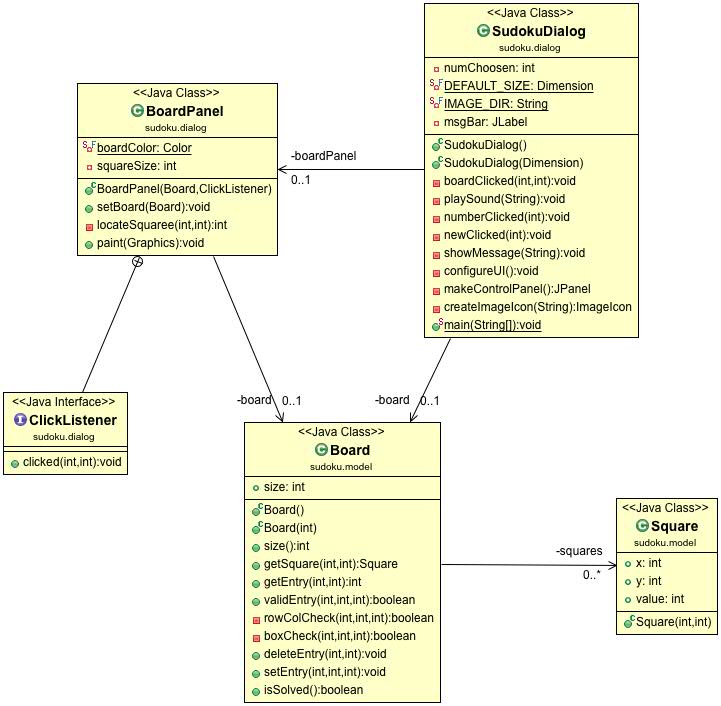 <<Java Class>>
SudokuDialog
sudoku.dialog
numChoosen: int
DEFAULT_SIZE: Dimension
IMAGE_DIR: String
msgBar: JLabel
SudokuDialog()
SudokuDialog(Dimension)
boardClicked(int,int):void
playSound(String):void
numberClicked(int):void
newClicked(int):void
showMessage(String):void
configureUI():void
makeControlPanel():JPanel
createImageIcon(String):ImageIcon
main(String[]):void
<<Java Class>>
BoardPanel
sudoku.dialog
boardColor: Color
squareSize: int
BoardPanel(Board,ClickListener)
setBoard(Board):void
locateSquaree(int,int):int
paint(Graphics):void
-boardPanel
0..1
<<Java Interface>>
ClickListener
sudoku.dialog
clicked(int,int):void
-board 0..1
-board 0..1
<<Java Class>>
Board
sudoku.model
size: int
Board()
Board(int)
size():int
getSquare(int,int):Square
getEntry(int,int):int
validEntry(int,int,int):boolean
rowColCheck(int,int,int):boolean
boxCheck(int,int,int):boolean
deleteEntry(int,int):void
setEntry(int,int,int):void
isSolved():boolean
-squares
0..*
<<Java Class>>
Square
sudoku.model
x: int
y: int
value: int
Square(int,int)